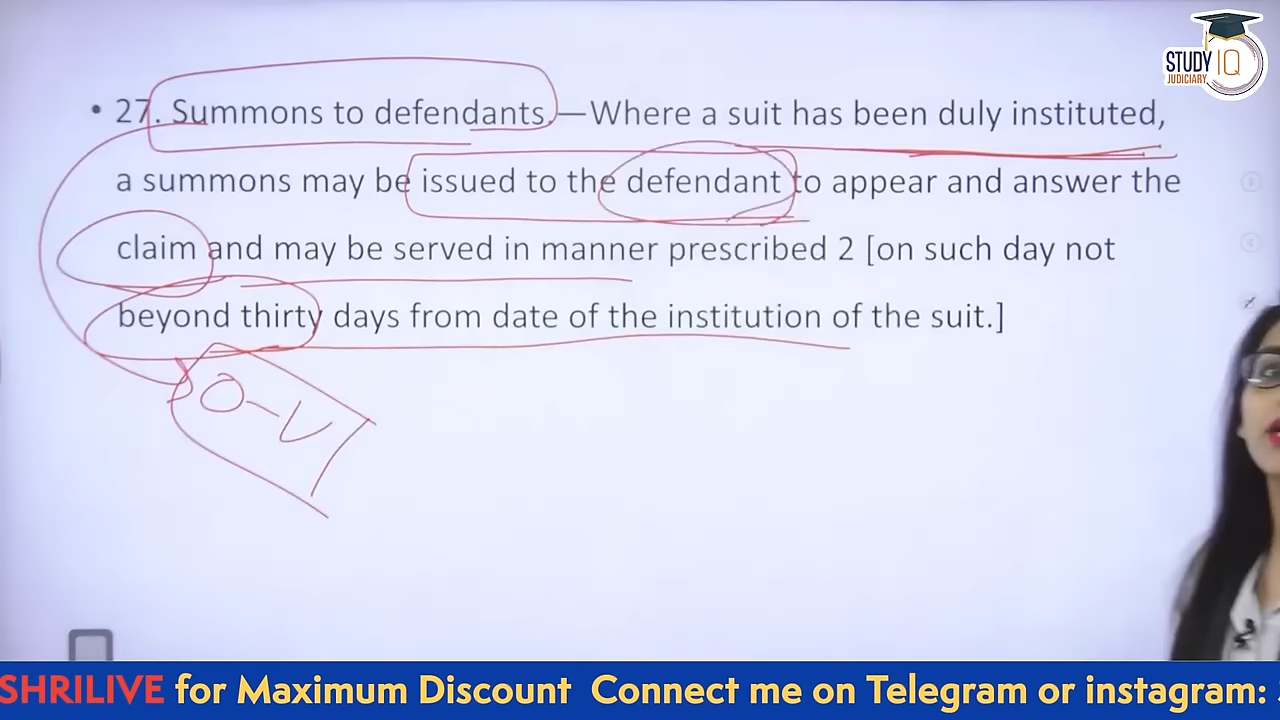 STUDY IQ
JUDICIARY
• 27. Summons to defendants.—Where a suit has been duly instituted,
a summons may be issued to the defendant to appear and answer the
claim and may be served in manner prescribed 2 [on such day not
beyond thirty days from date of the institution of the suit.]
O-V
SHRILIVE for Maximum Discount Connect me on Telegram or instagram: